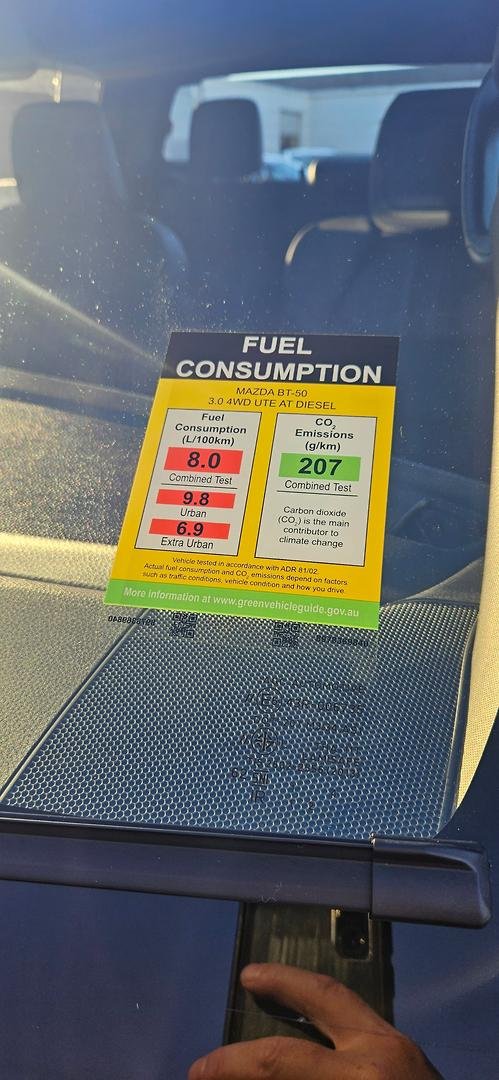 FUEL
CONSUMPTION
MAZDA BT-50
3.0 4WD UTE AT DIESEL
Fuel
Consumption
(L/100km)
8.0
Combined Test
9.8
Urban
6.9
Extra Urban
CO₂
Emissions
(g/km)
207
Combined Test
Carbon dioxide
(CO₂) is the main
contributor to
climate change
Vehicle tested in accordance with ADR 81/02.
Actual fuel consumption and CO₂ emissions depend on factors
such as traffic conditions, vehicle condition and how you drive.
More information at www.greenvehicleguide.gov.au